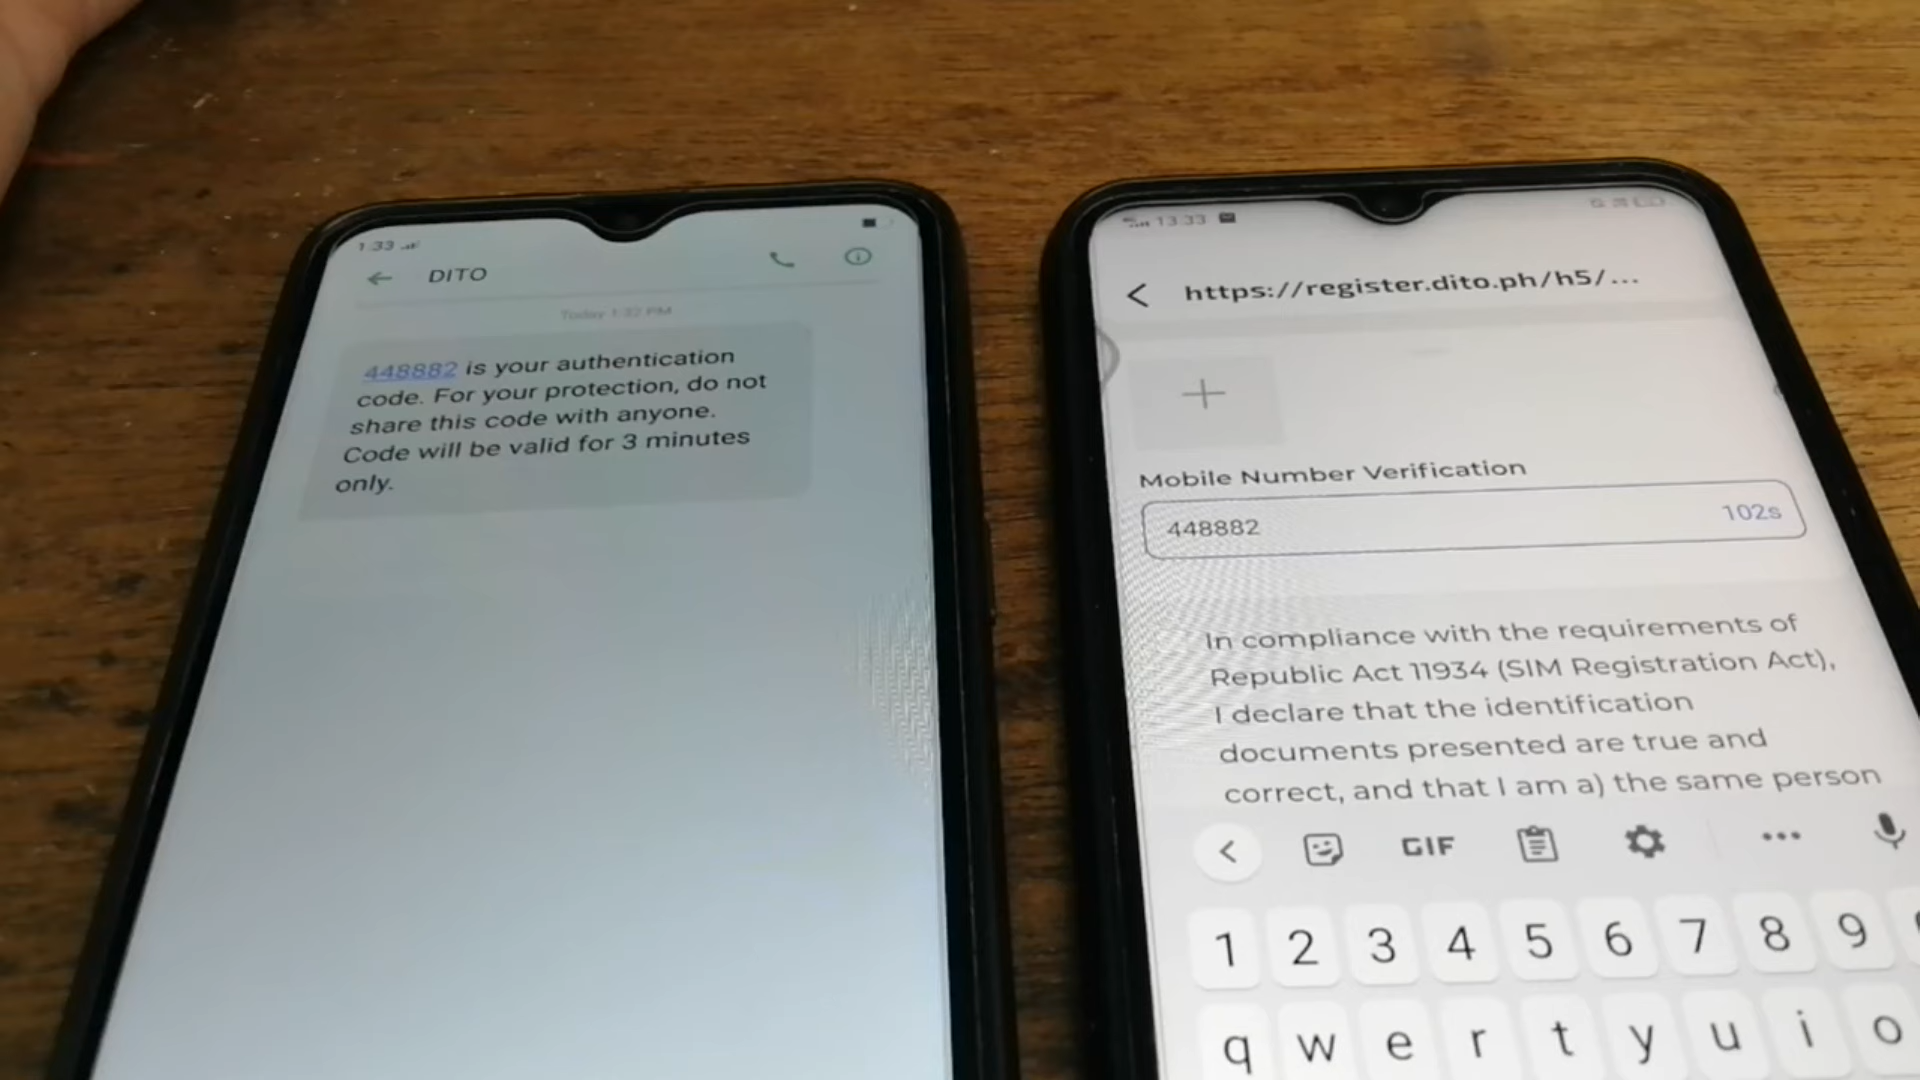 1:33
DITO
Today 1:32 PM
448882 is your authentication
code. For your protection, do not
share this code with anyone.
Code will be valid for 3 minutes
only.
13:33
https://register.dito.ph/h5/...
Mobile Number Verification
448882
102s
In compliance with the requirements of
Republic Act 11934 (SIM Registration Act),
I declare that the identification
documents presented are true and
correct, and that I am a) the same person
GIF
1 2 3 4 5 6 7 8 9
q w e r t y u i o